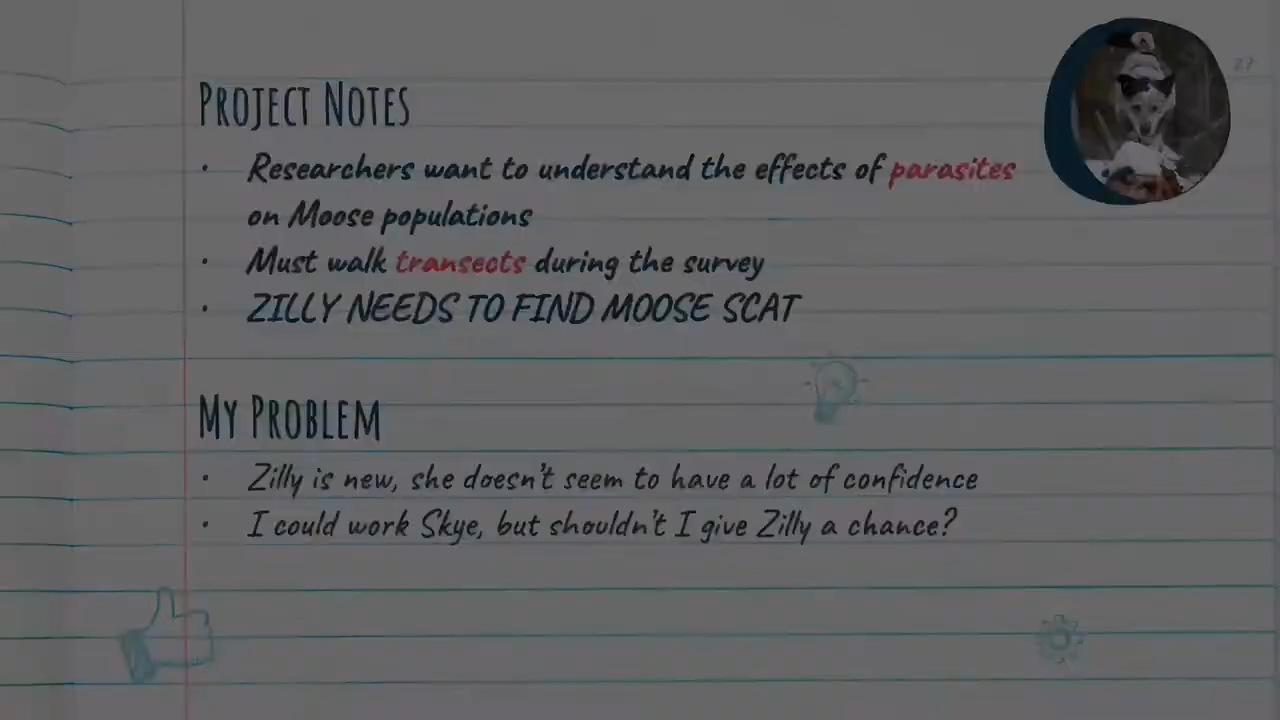 27
PROJECT NOTES
• Researchers want to understand the effects of parasites
on Moose populations
• Must walk transects during the survey
• ZILLY NEEDS TO FIND MOOSE SCAT
MY PROBLEM
• Zilly is new, she doesn't seem to have a lot of confidence
• I could work Skye, but shouldn't I give Zilly a chance?